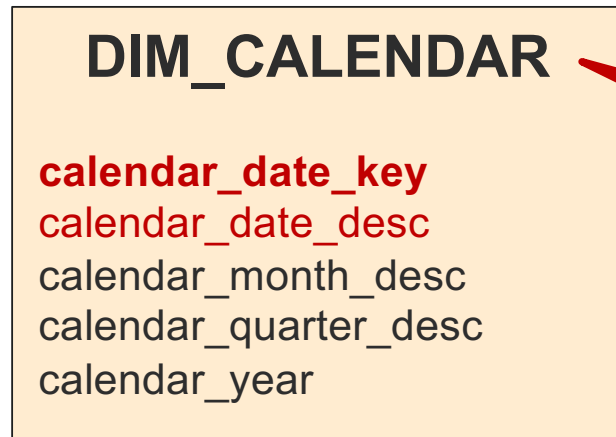 DIM_CALENDAR
calendar_date_key
calendar_date_desc
calendar_month_desc
calendar_quarter_desc
calendar_year